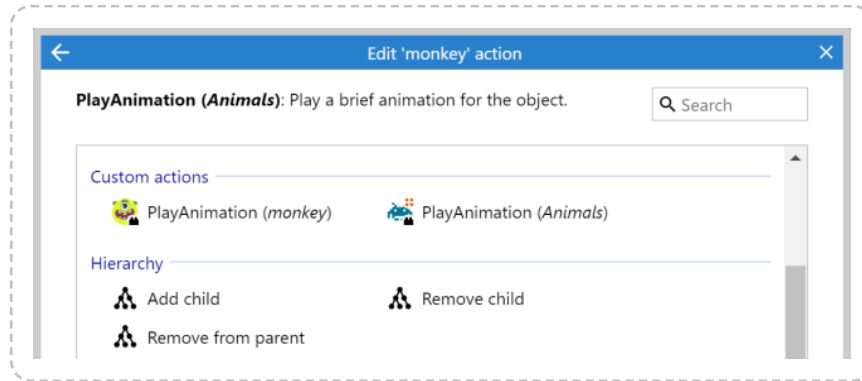 Edit 'monkey' action
PlayAnimation (Animals): Play a brief animation for the object.
Search
Custom actions
PlayAnimation (monkey)
PlayAnimation (Animals)
Hierarchy
Add child
Remove child
Remove from parent